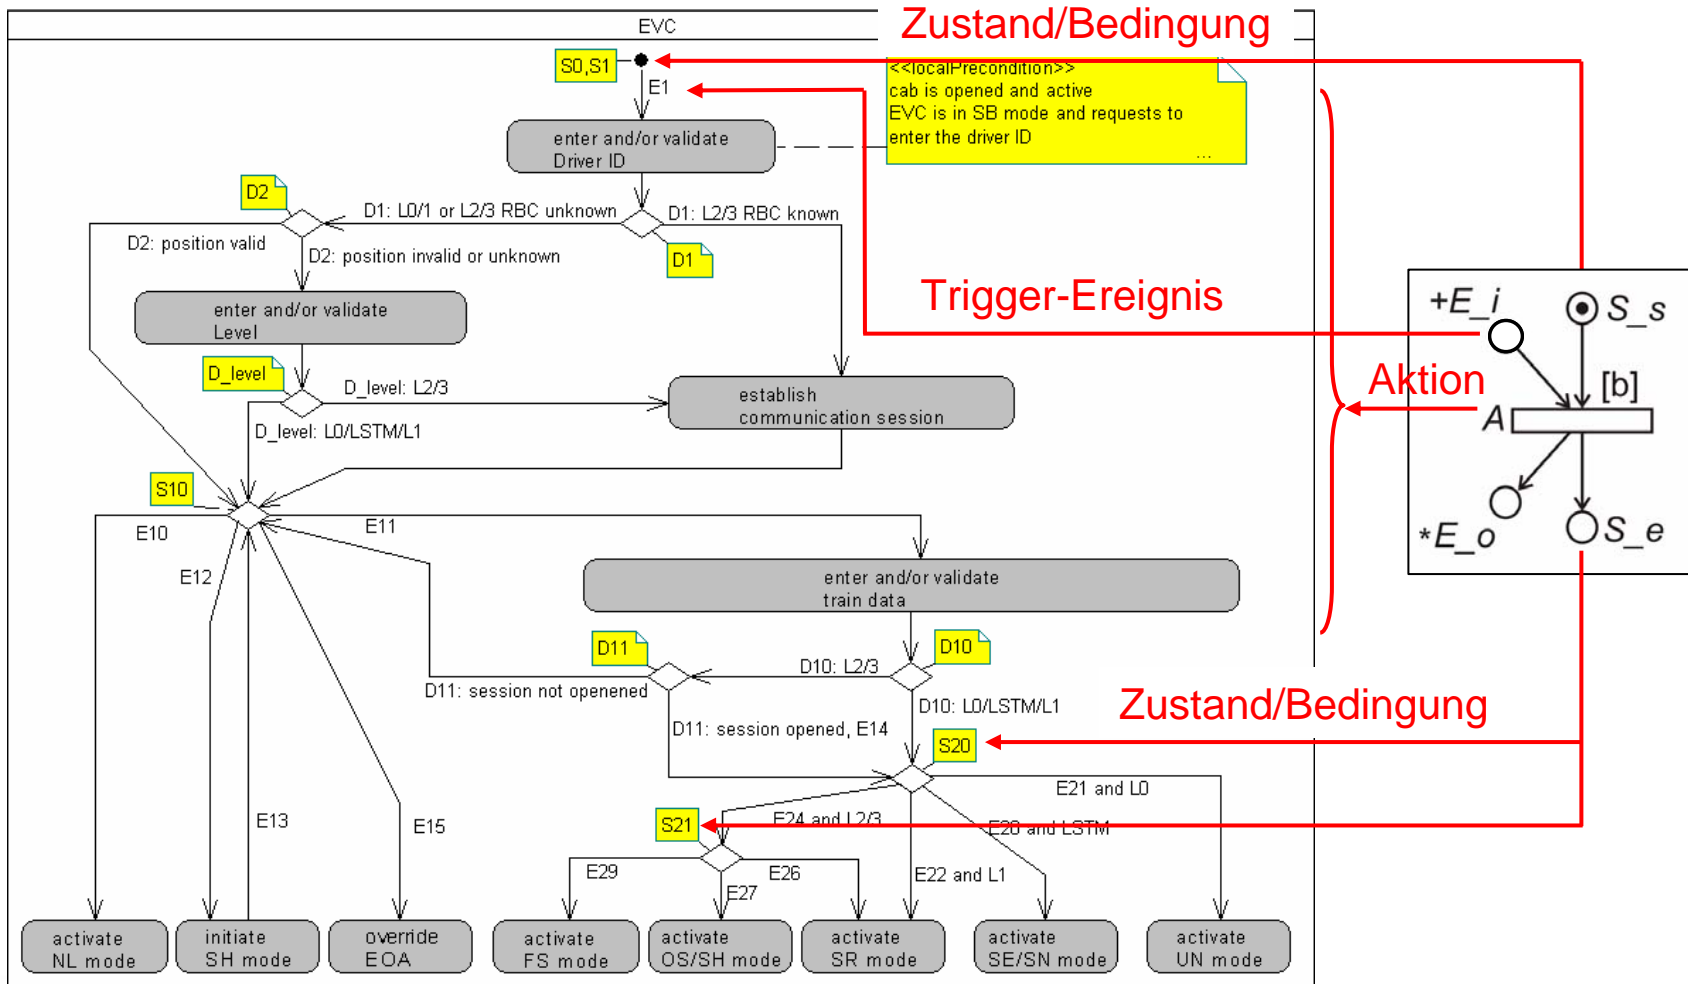 EVC
Zustand/Bedingung
S0,S1
<<localPrecondition>>
cab is opened and active
EVC is in SB mode and requests to
enter the driver ID
...
E1
enter and/or validate
Driver ID
D2
D1: L0/1 or L2/3 RBC unknown
D1: L2/3 RBC known
D2: position valid
D2: position invalid or unknown
D1
enter and/or validate
Level
Trigger-Ereignis
+E_i
S_s
D_level
D_level: L2/3
establish
communication session
Aktion
[b]
A
D_level: L0/LSTM/L1
S10
E10
E11
*E_o
S_e
E12
enter and/or validate
train data
D11
D10
D10: L2/3
D11: session not openened
D10: L0/LSTM/L1
Zustand/Bedingung
D11: session opened, E14
S20
E21 and L0
E13
E15
S21
E24 and L2/3
E20 and LSTM
E29
E26
E27
E22 and L1
activate
NL mode
initiate
SH mode
override
EOA
activate
FS mode
activate
OS/SH mode
activate
SR mode
activate
SE/SN mode
activate
UN mode